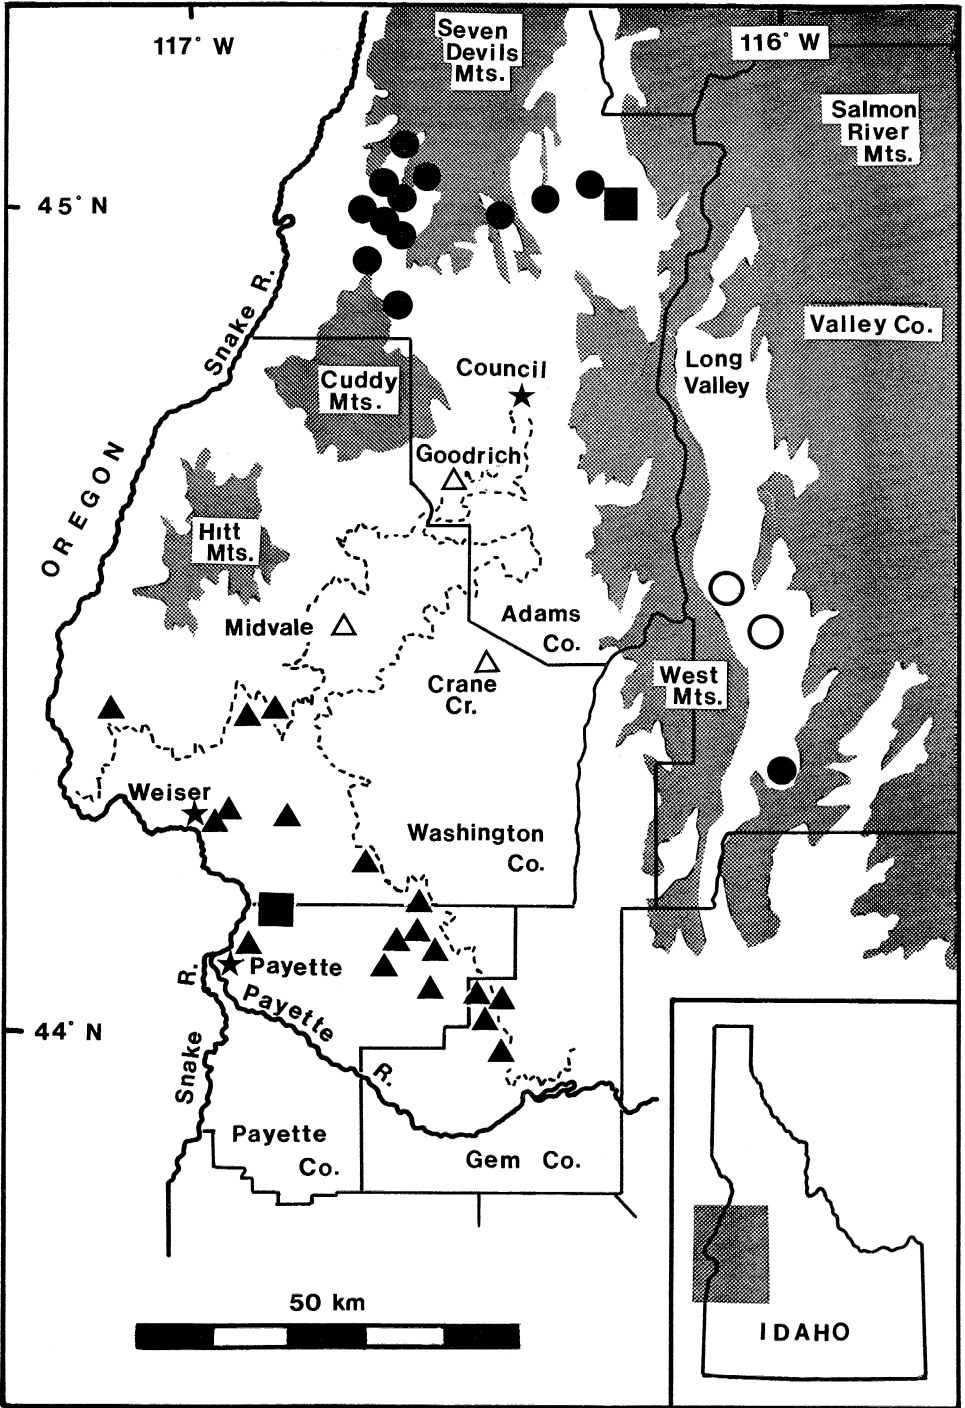 117° W
Seven
Devils
Mts.
116° W
Salmon
River
Mts.
45° N
Snake R.
Valley Co.
Long
Valley
Council
Cuddy
Mts.
Goodrich
OREGON
Hitt
Mts.
Midvale
Adams
Co.
Crane
Cr.
West
Mts.
Weiser
Washington
Co.
Payette
Payette R.
Snake R.
44° N
Payette
Co.
Gem Co.
50 km
IDAHO